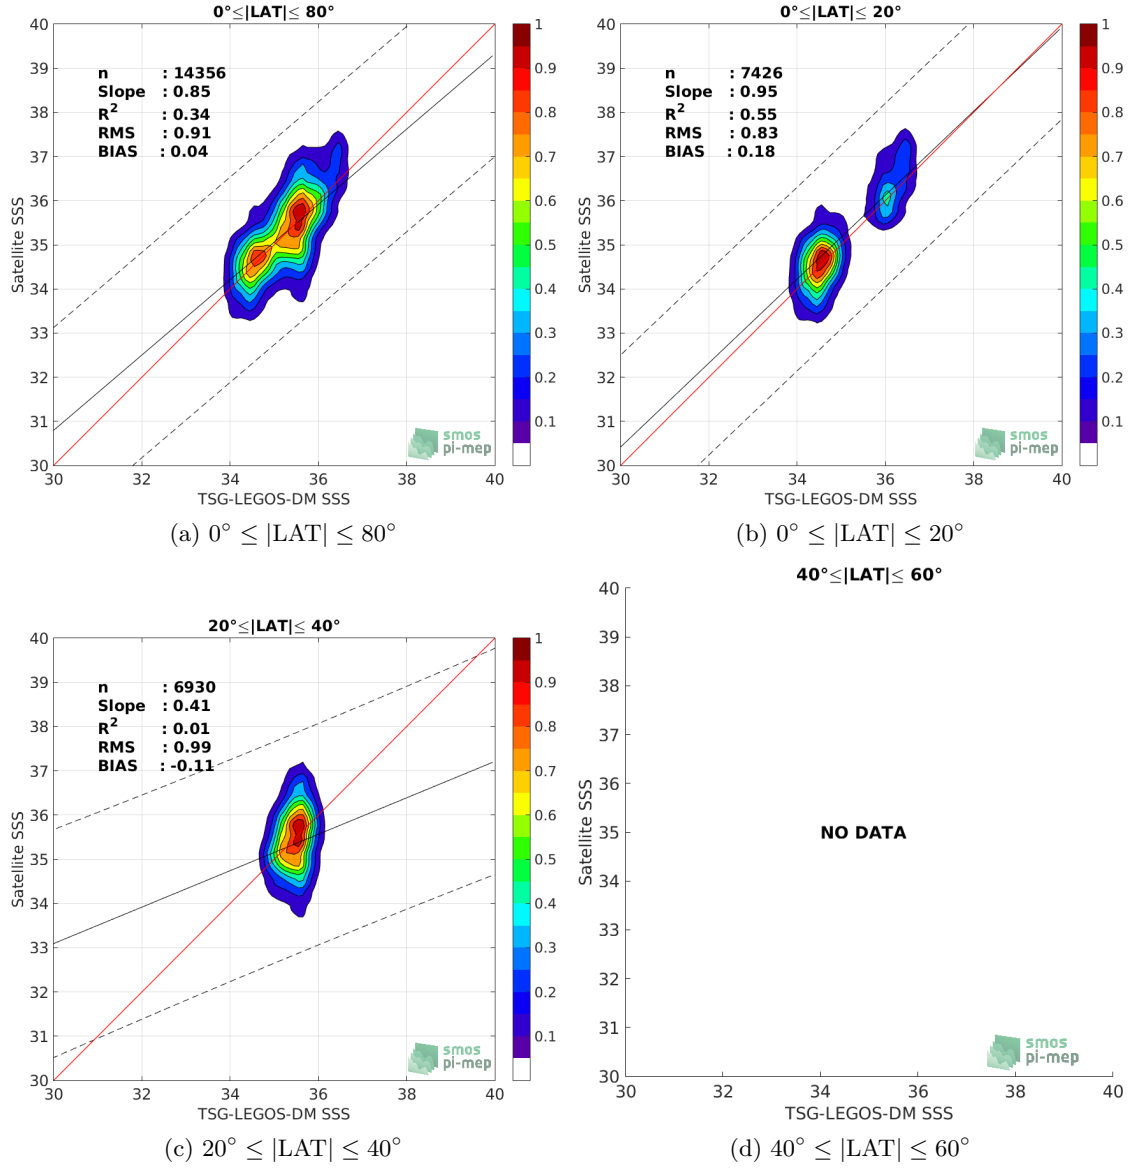 0°≤|LAT|≤ 80°
40
39
38
37
36
35
34
33
32
31
30
Satellite SSS
n : 14356
Slope : 0.85
R2 : 0.34
RMS : 0.91
BIAS : 0.04
smos
pi-mep
30 32 34 36 38 40
TSG-LEGOS-DM SSS
1
0.9
0.8
0.7
0.6
0.5
0.4
0.3
0.2
0.1
(a) 0° ≤ |LAT| ≤ 80°
0°≤|LAT|≤ 20°
40
39
38
37
36
35
34
33
32
31
30
Satellite SSS
n : 7426
Slope : 0.95
R2 : 0.55
RMS : 0.83
BIAS : 0.18
smos
pi-mep
30 32 34 36 38 40
TSG-LEGOS-DM SSS
1
0.9
0.8
0.7
0.6
0.5
0.4
0.3
0.2
0.1
(b) 0° ≤ |LAT| ≤ 20°
20°≤|LAT|≤ 40°
40
39
38
37
36
35
34
33
32
31
30
Satellite SSS
n : 6930
Slope : 0.41
R2 : 0.01
RMS : 0.99
BIAS : -0.11
smos
pi-mep
30 32 34 36 38 40
TSG-LEGOS-DM SSS
1
0.9
0.8
0.7
0.6
0.5
0.4
0.3
0.2
0.1
(c) 20° ≤ |LAT| ≤ 40°
40°≤|LAT|≤ 60°
40
39
38
37
36
35
34
33
32
31
30
Satellite SSS
NO DATA
smos
pi-mep
30 32 34 36 38 40
TSG-LEGOS-DM SSS
(d) 40° ≤ |LAT| ≤ 60°